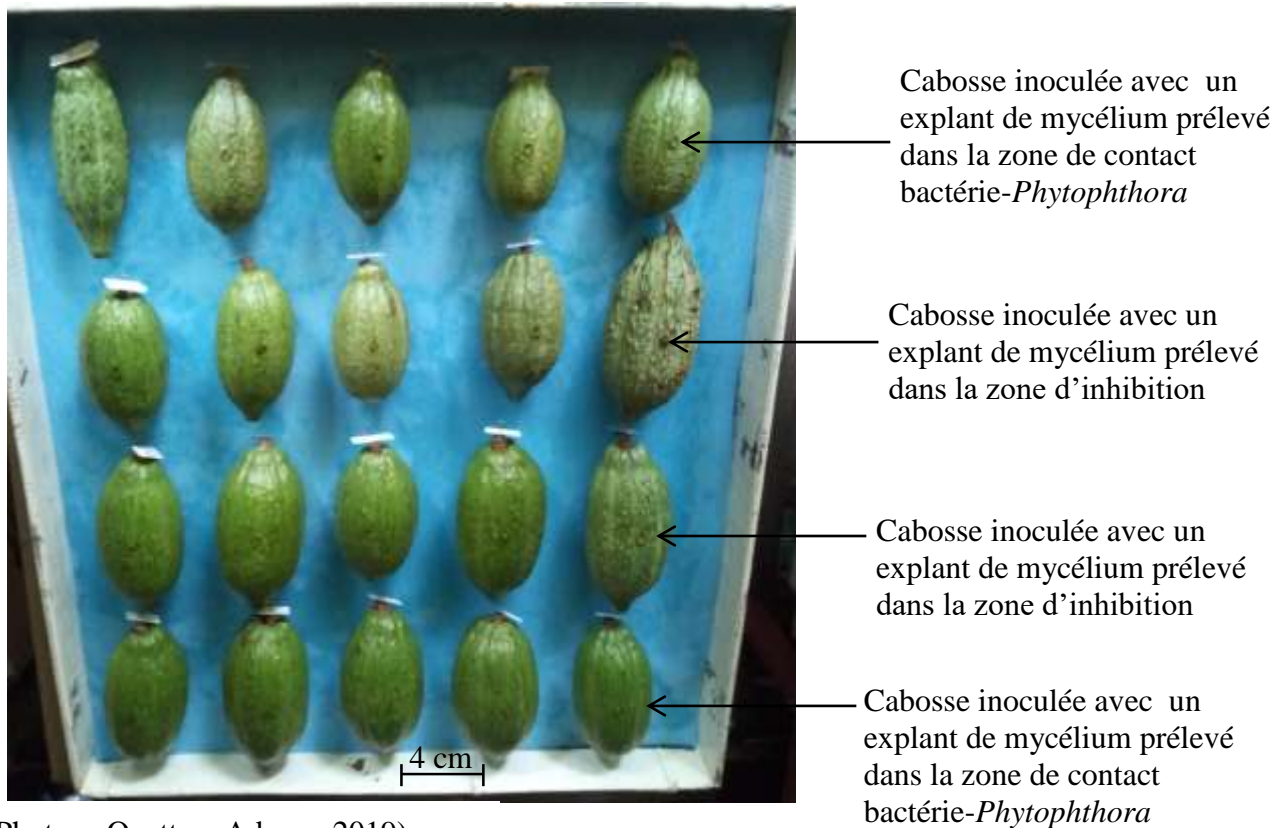 Cabosse inoculée avec un
explant de mycélium prélevé
dans la zone de contact
bactérie-Phytophthora
Cabosse inoculée avec un
explant de mycélium prélevé
dans la zone d’inhibition
Cabosse inoculée avec un
explant de mycélium prélevé
dans la zone d’inhibition
Cabosse inoculée avec un
explant de mycélium prélevé
dans la zone de contact
bactérie-Phytophthora
4 cm